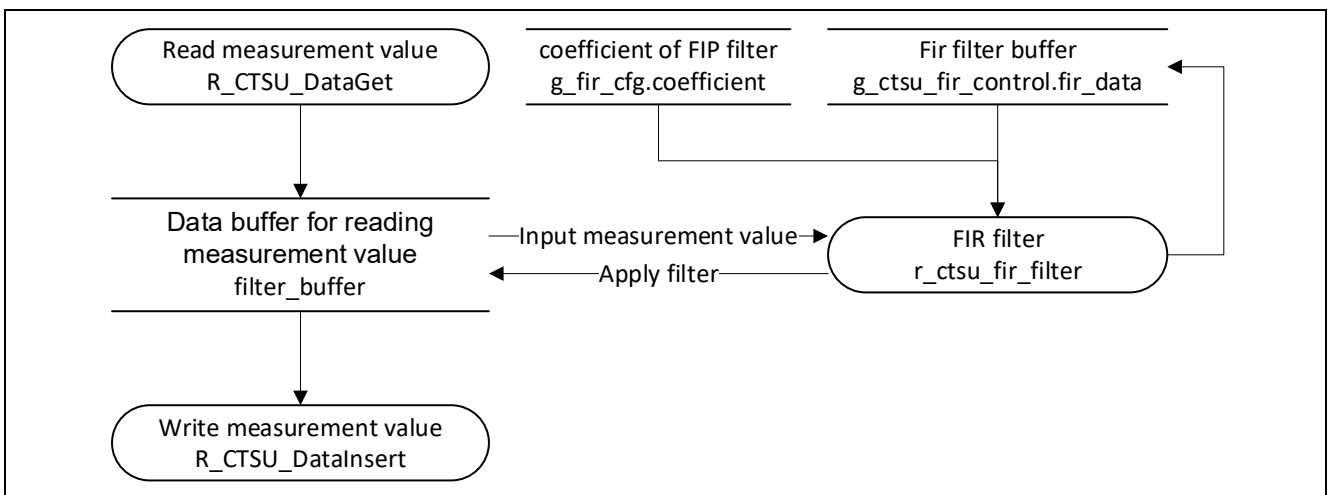 Read measurement value
R_CTSU_DataGet
coefficient of FIP filter
g_fir_cfg.coefficient
Fir filter buffer
g_ctsu_fir_control.fir_data
Data buffer for reading
measurement value
filter_buffer
Input measurement value
Apply filter
FIR filter
r_ctsu_fir_filter
Write measurement value
R_CTSU_DataInsert